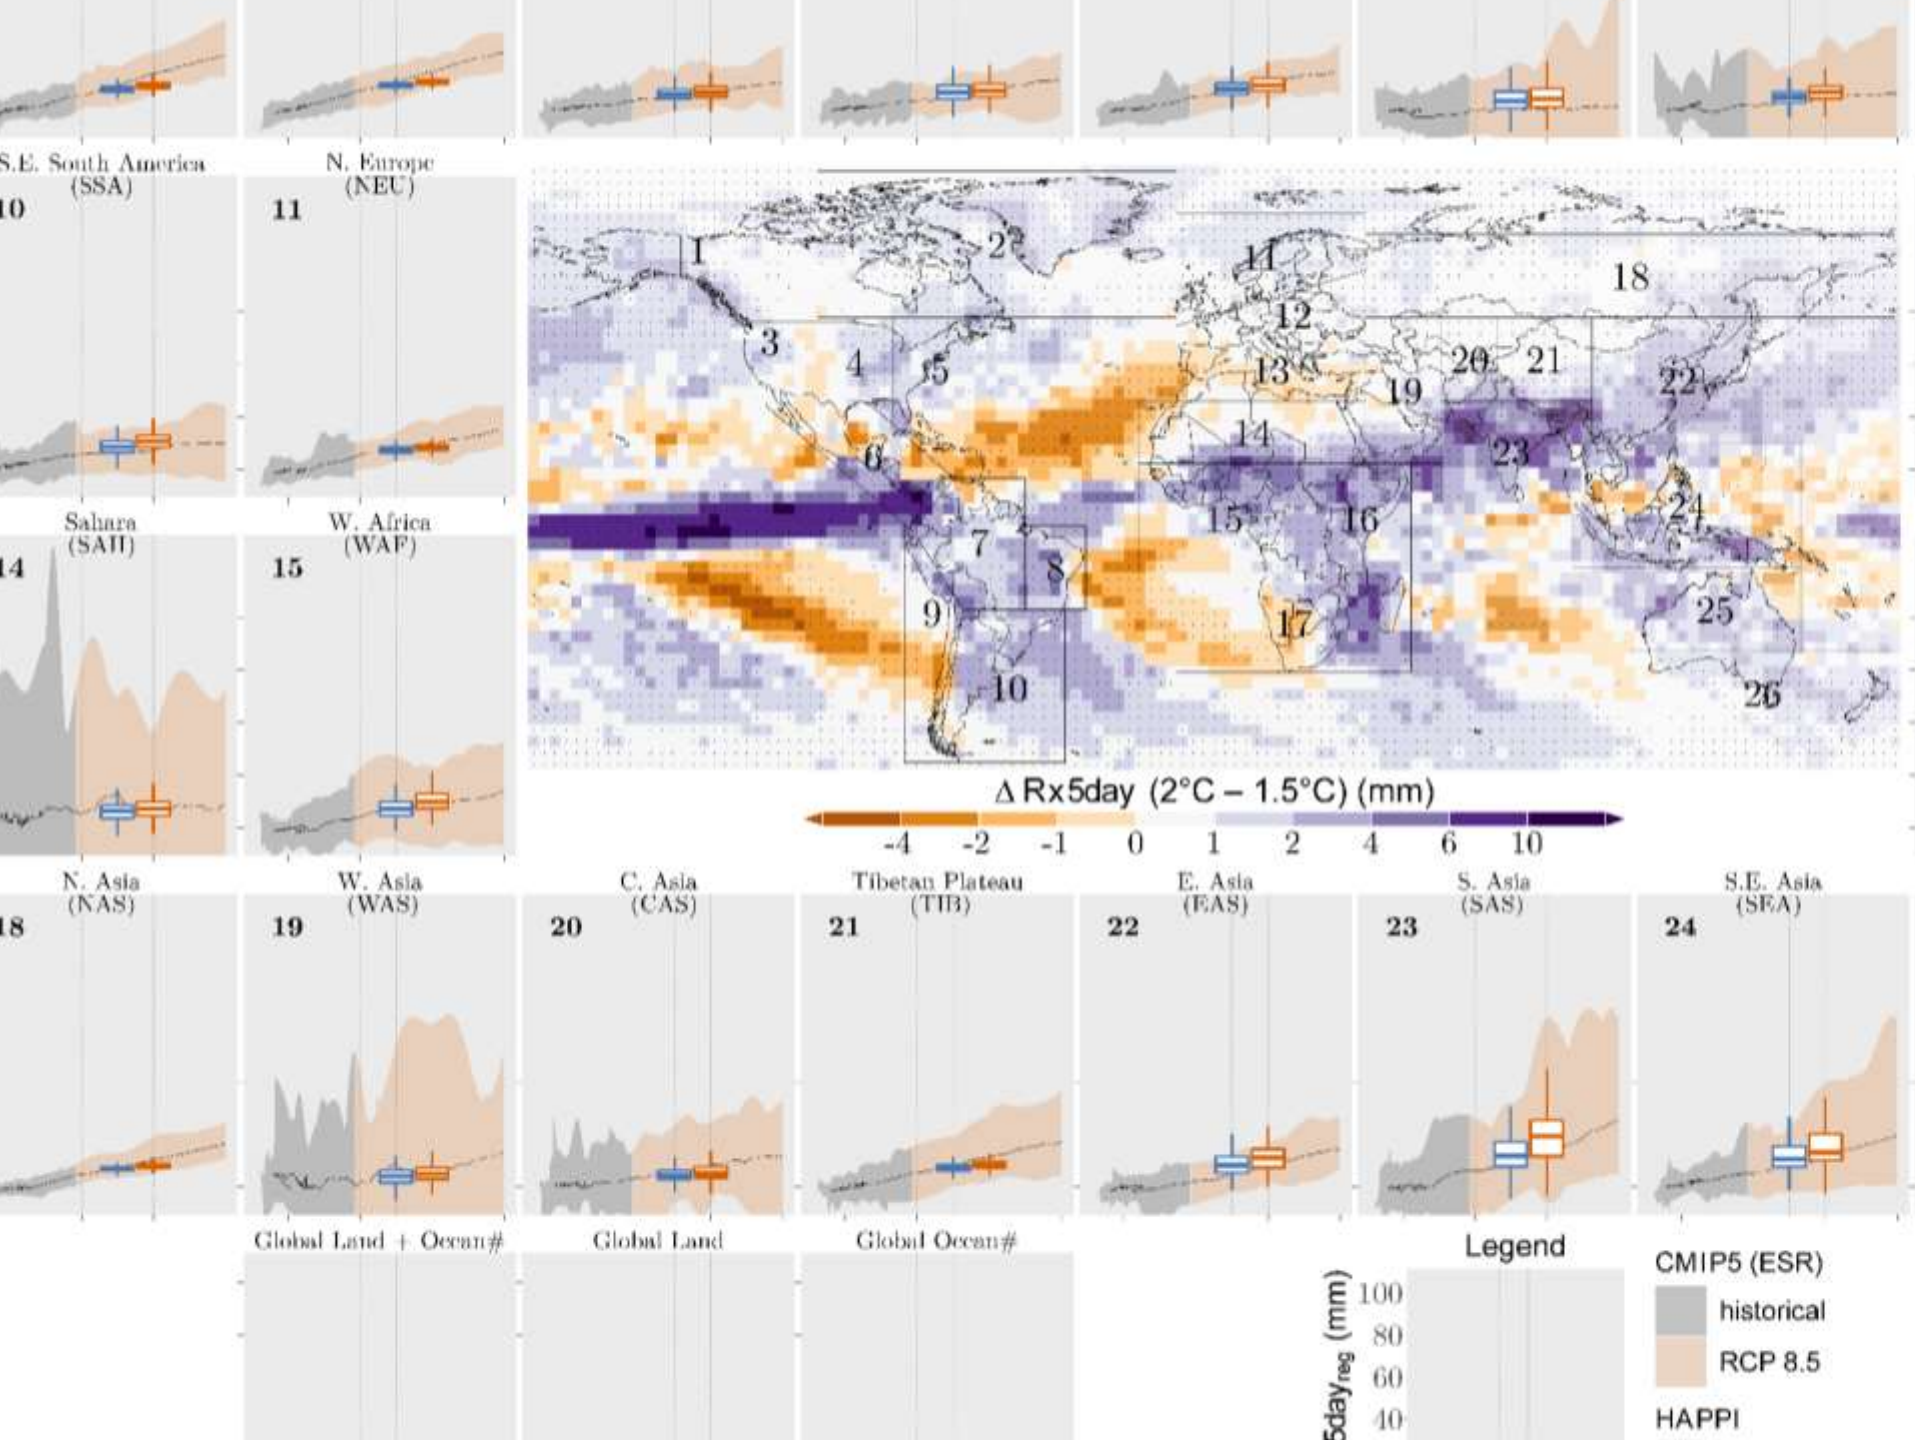 S.E. South America
(SSA)
N. Europe
(NEU)
10
11
1
2
3
4
5
6
7
8
9
10
11
12
13
14
15
16
17
18
19
20
21
22
23
24
25
26
Sahara
(SAH)
W. Africa
(WAF)
14
15
Δ Rx5day (2°C – 1.5°C) (mm)
-4 -2 -1 0 1 2 4 6 10
N. Asia
(NAS)
W. Asia
(WAS)
C. Asia
(CAS)
Tibetan Plateau
(TIB)
E. Asia
(EAS)
S. Asia
(SAS)
S.E. Asia
(SEA)
18
19
20
21
22
23
24
Global Land + Ocean#
Global Land
Global Ocean#
Legend
5dayreg (mm)
100
80
60
40
CMIP5 (ESR)
historical
RCP 8.5
HAPPI